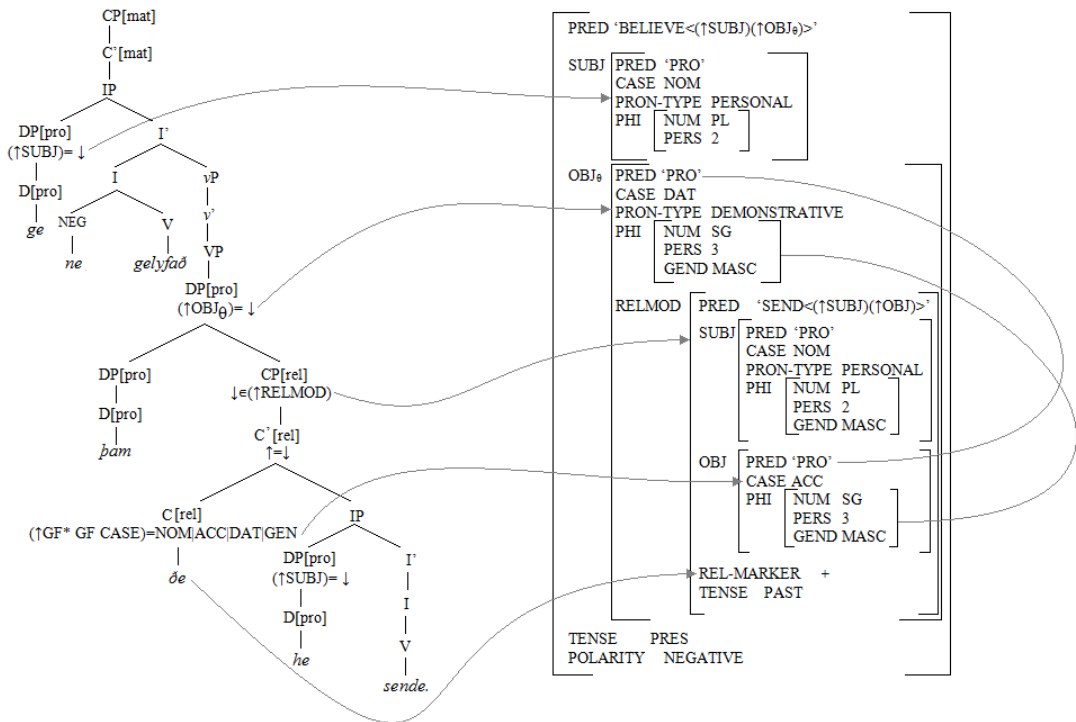 CP[mat]
C'[mat]
IP
DP[pro]
(↑SUBJ)= ↓
I'
D[pro]
I
vP
ge
NEG
V
v'
ne
gelyfað
VP
DP[pro]
(↑OBJθ)= ↓
DP[pro]
CP[rel]
↓∈(↑RELMOD)
D[pro]
C'[rel]
↑=↓
þam
C[rel]
IP
(↑GF* GF CASE)=NOM|ACC|DAT|GEN
DP[pro]
(↑SUBJ)= ↓
I'
ðe
D[pro]
I
he
V
sende.
PRED ‘BELIEVE<(↑SUBJ)(↑OBJθ)>’
SUBJ PRED ‘PRO’
CASE NOM
PRON-TYPE PERSONAL
PHI NUM PL
PERS 2
OBJθ PRED ‘PRO’
CASE DAT
PRON-TYPE DEMONSTRATIVE
PHI NUM SG
PERS 3
GEND MASC
RELMOD PRED ‘SEND<(↑SUBJ)(↑OBJ)>’
SUBJ PRED ‘PRO’
CASE NOM
PRON-TYPE PERSONAL
PHI NUM PL
PERS 2
GEND MASC
OBJ PRED ‘PRO’
CASE ACC
PHI NUM SG
PERS 3
GEND MASC
REL-MARKER +
TENSE PAST
TENSE PRES
POLARITY NEGATIVE